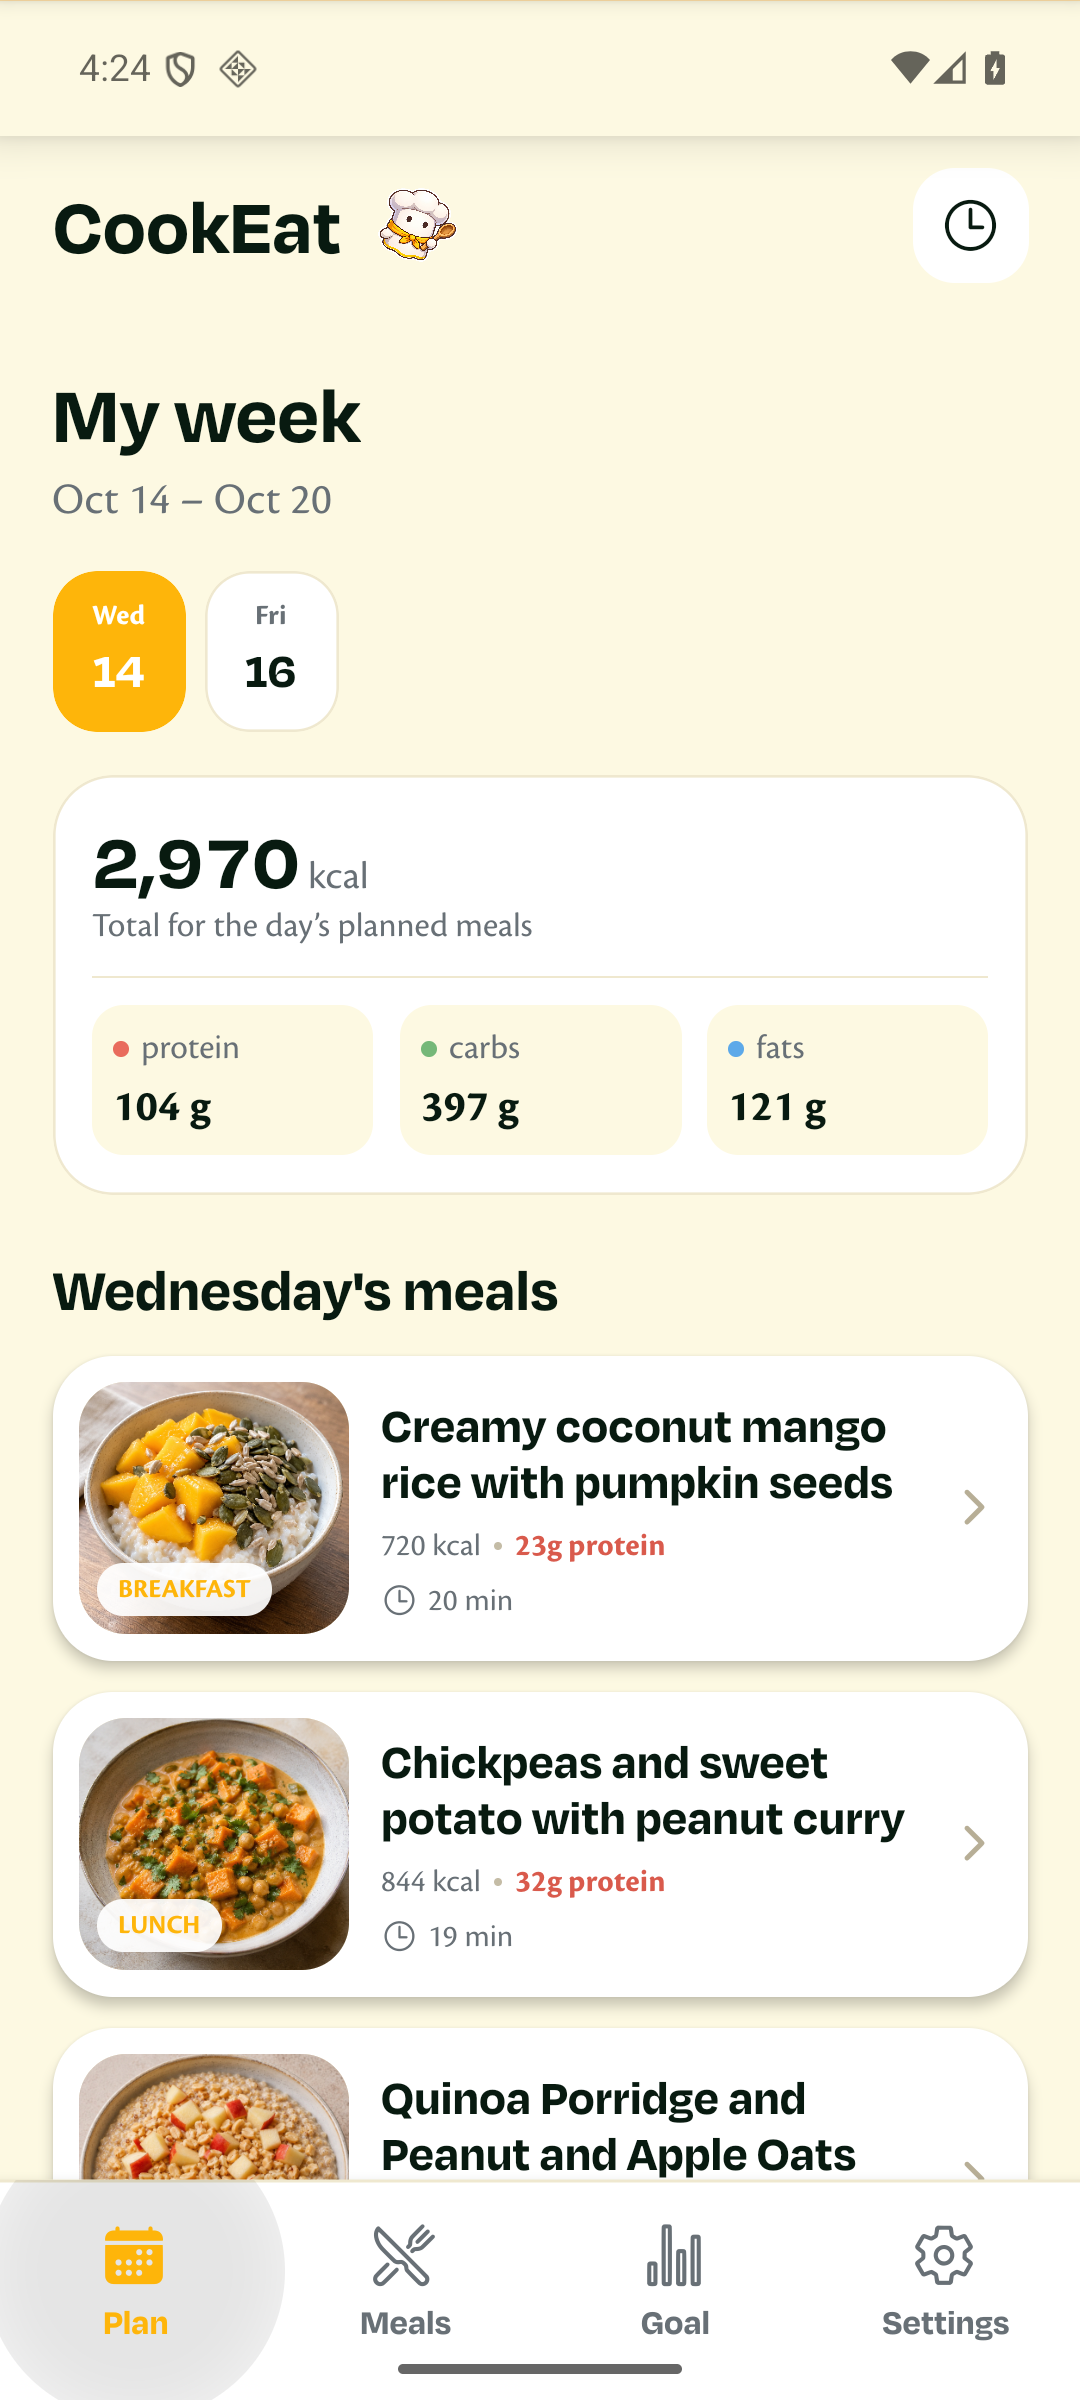 4:24
CookEat
My week
Oct 14 – Oct 20
Wed
14
Fri
16
2,970 kcal
Total for the day’s planned meals
protein
104 g
carbs
397 g
fats
121 g
Wednesday's meals
Creamy coconut mango
rice with pumpkin seeds
720 kcal • 23g protein
20 min
BREAKFAST
Chickpeas and sweet
potato with peanut curry
844 kcal • 32g protein
19 min
LUNCH
Quinoa Porridge and
Peanut and Apple Oats
Plan
Meals
Goal
Settings